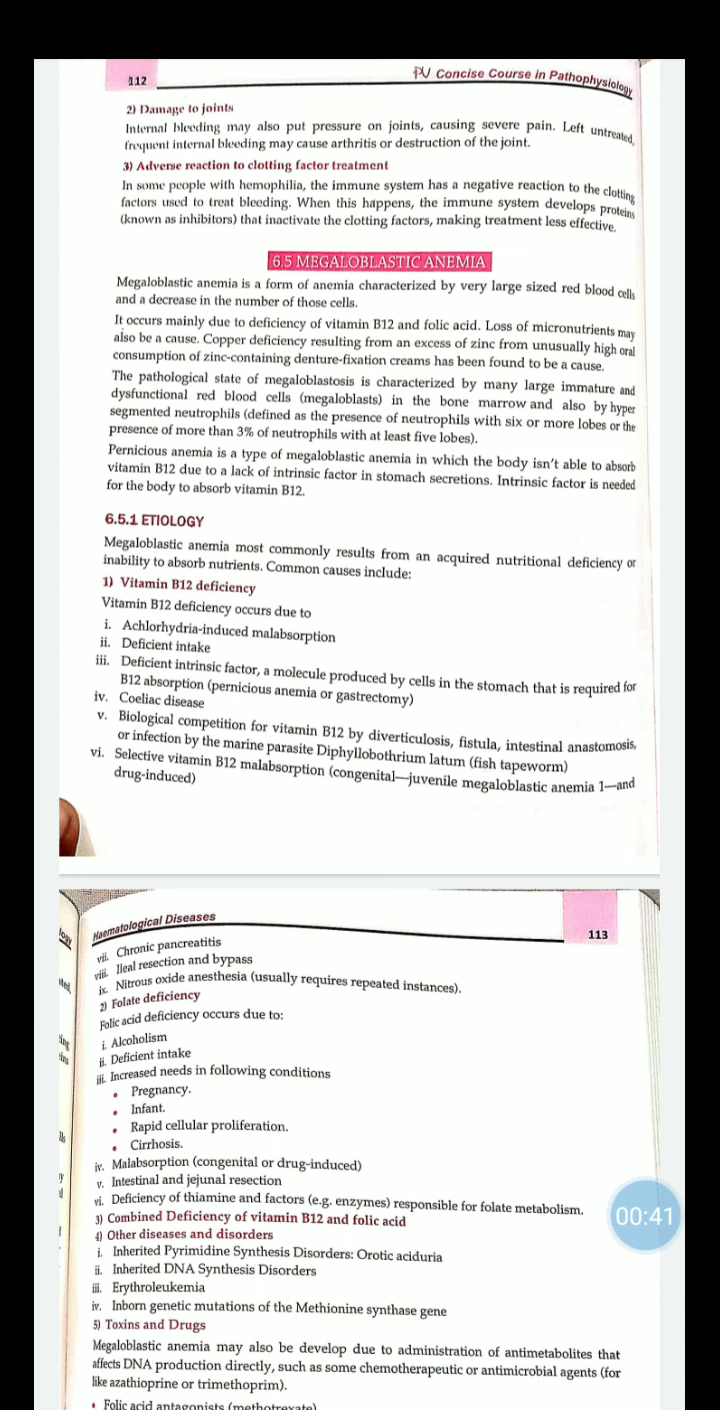 112
PV Concise Course in Pathophysiology
2) Damage to joints
Internal bleeding may also put pressure on joints, causing severe pain. Left untreated,
frequent internal bleeding may cause arthritis or destruction of the joint.
3) Adverse reaction to clotting factor treatment
In some people with hemophilia, the immune system has a negative reaction to the clotting
factors used to treat bleeding. When this happens, the immune system develops proteins
(known as inhibitors) that inactivate the clotting factors, making treatment less effective.
6.5 MEGALOBLASTIC ANEMIA
Megaloblastic anemia is a form of anemia characterized by very large sized red blood cells
and a decrease in the number of those cells.
It occurs mainly due to deficiency of vitamin B12 and folic acid. Loss of micronutrients may
also be a cause. Copper deficiency resulting from an excess of zinc from unusually high oral
consumption of zinc-containing denture-fixation creams has been found to be a cause.
The pathological state of megaloblastosis is characterized by many large immature and
dysfunctional red blood cells (megaloblasts) in the bone marrow and also by hyper
segmented neutrophils (defined as the presence of neutrophils with six or more lobes or the
presence of more than 3% of neutrophils with at least five lobes).
Pernicious anemia is a type of megaloblastic anemia in which the body isn't able to absorb
vitamin B12 due to a lack of intrinsic factor in stomach secretions. Intrinsic factor is needed
for the body to absorb vitamin B12.
6.5.1 ETIOLOGY
Megaloblastic anemia most commonly results from an acquired nutritional deficiency or
inability to absorb nutrients. Common causes include:
1) Vitamin B12 deficiency
Vitamin B12 deficiency occurs due to
i. Achlorhydria-induced malabsorption
ii. Deficient intake
iii. Deficient intrinsic factor, a molecule produced by cells in the stomach that is required for
B12 absorption (pernicious anemia or gastrectomy)
iv. Coeliac disease
v. Biological competition for vitamin B12 by diverticulosis, fistula, intestinal anastomosis,
or infection by the marine parasite Diphyllobothrium latum (fish tapeworm)
vi. Selective vitamin B12 malabsorption (congenital—juvenile megaloblastic anemia 1—and
drug-induced)
Haematological Diseases
113
vii. Chronic pancreatitis
viii. Ileal resection and bypass
ix. Nitrous oxide anesthesia (usually requires repeated instances).
2) Folate deficiency
Folic acid deficiency occurs due to:
i. Alcoholism
ii. Deficient intake
iii. Increased needs in following conditions
• Pregnancy.
• Infant.
• Rapid cellular proliferation.
• Cirrhosis.
iv. Malabsorption (congenital or drug-induced)
v. Intestinal and jejunal resection
vi. Deficiency of thiamine and factors (e.g. enzymes) responsible for folate metabolism.
00:41
3) Combined Deficiency of vitamin B12 and folic acid
4) Other diseases and disorders
i. Inherited Pyrimidine Synthesis Disorders: Orotic aciduria
ii. Inherited DNA Synthesis Disorders
iii. Erythroleukemia
iv. Inborn genetic mutations of the Methionine synthase gene
5) Toxins and Drugs
Megaloblastic anemia may also be develop due to administration of antimetabolites that
affects DNA production directly, such as some chemotherapeutic or antimicrobial agents (for
like azathioprine or trimethoprim).
• Folic acid antagonists (methotrexate)